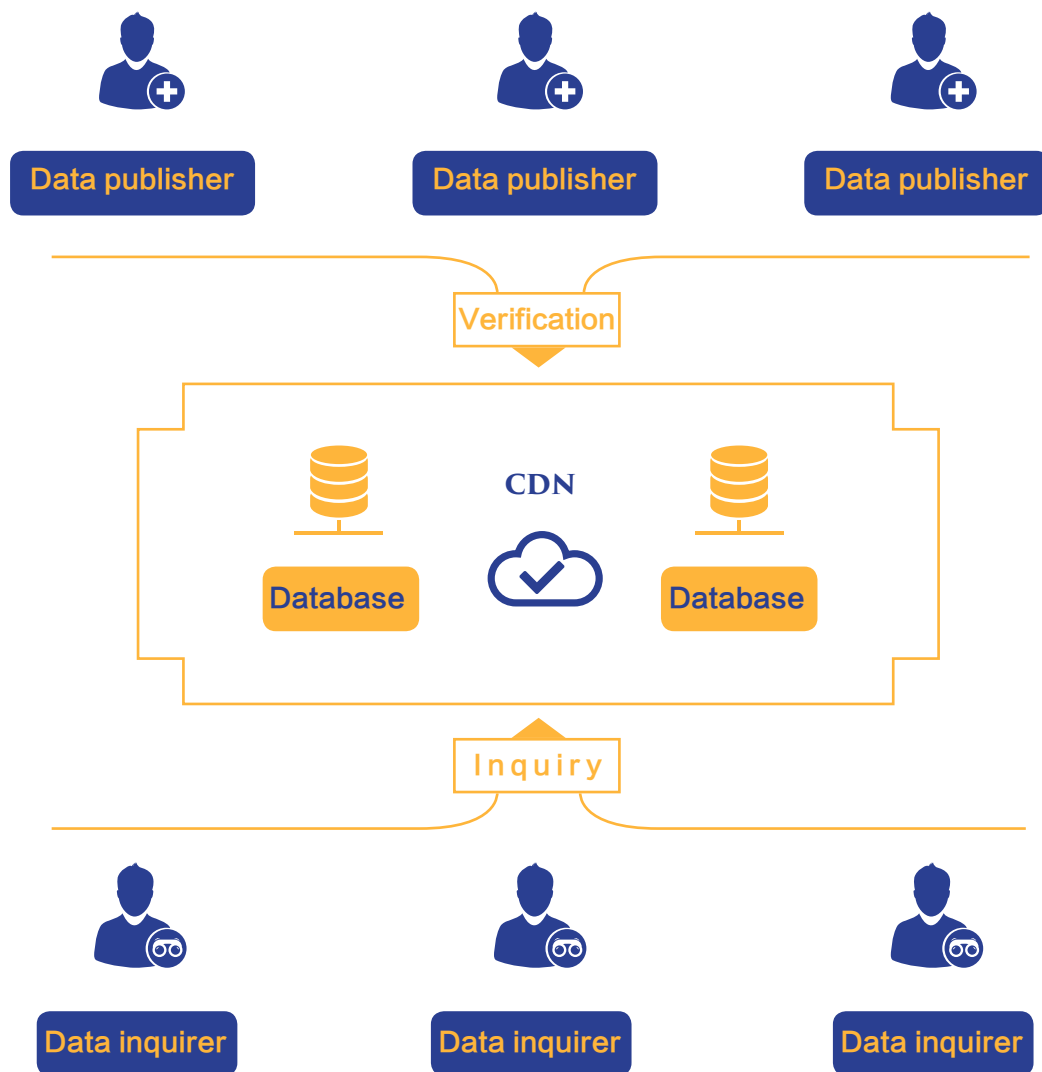 Data publisher
Data publisher
Data publisher
Verification
CDN
Database
Database
Inquiry
Data inquirer
Data inquirer
Data inquirer